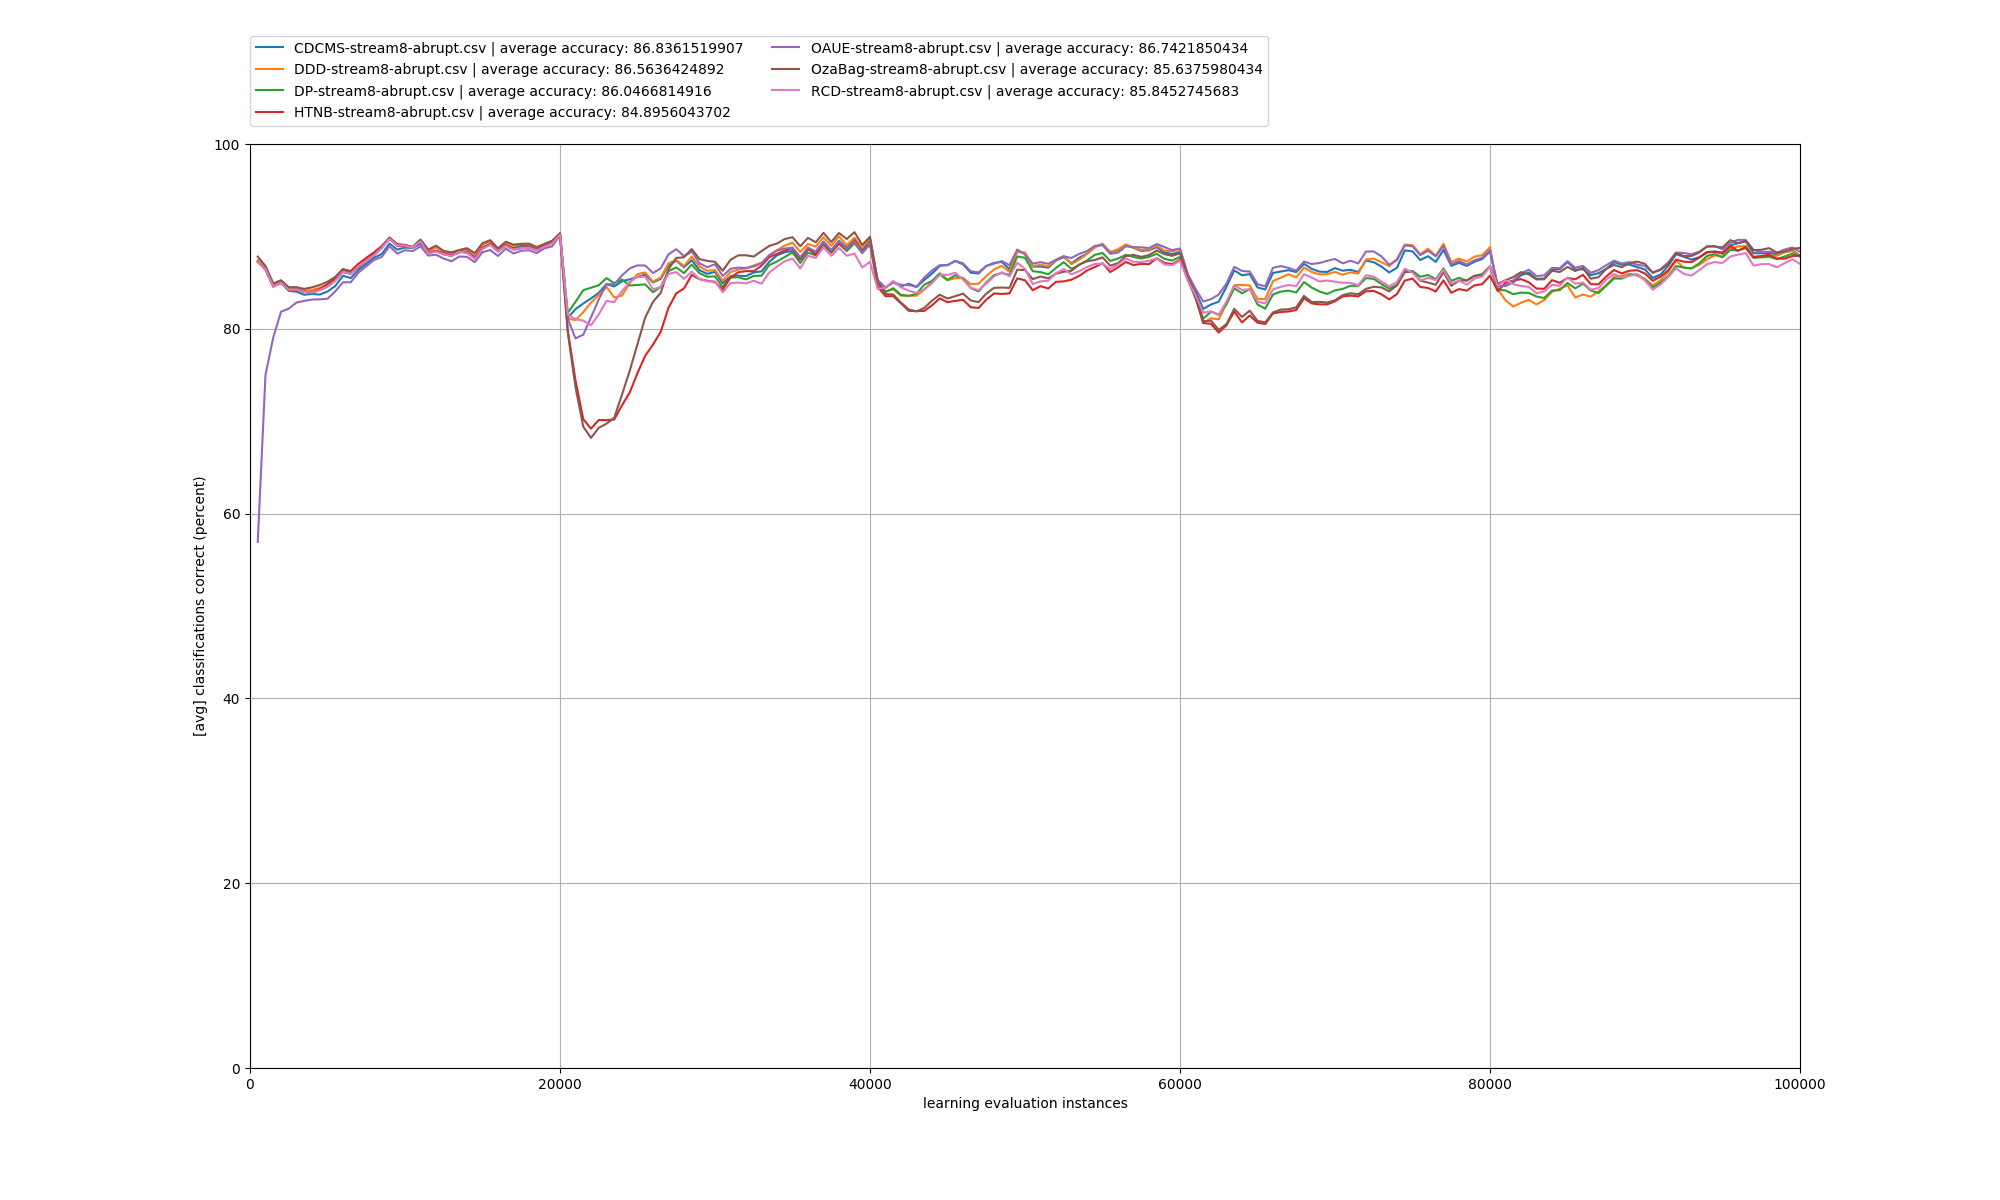 CDCMS-stream8-abrupt.csv | average accuracy: 86.8361519907
DDD-stream8-abrupt.csv | average accuracy: 86.5636424892
DP-stream8-abrupt.csv | average accuracy: 86.0466814916
HTNB-stream8-abrupt.csv | average accuracy: 84.8956043702
OAUE-stream8-abrupt.csv | average accuracy: 86.7421850434
OzaBag-stream8-abrupt.csv | average accuracy: 85.6375980434
RCD-stream8-abrupt.csv | average accuracy: 85.8452745683
100
80
60
40
20
0
[avg] classifications correct (percent)
0 20000 40000 60000 80000 100000
learning evaluation instances